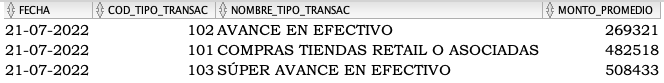 FECHA COD_TIPO_TRANSAC NOMBRE_TIPO_TRANSAC MONTO_PROMEDIO
21-07-2022 102 AVANCE EN EFECTIVO 269321
21-07-2022 101 COMPRAS TIENDAS RETAIL O ASOCIADAS 482518
21-07-2022 103 SÚPER AVANCE EN EFECTIVO 508433